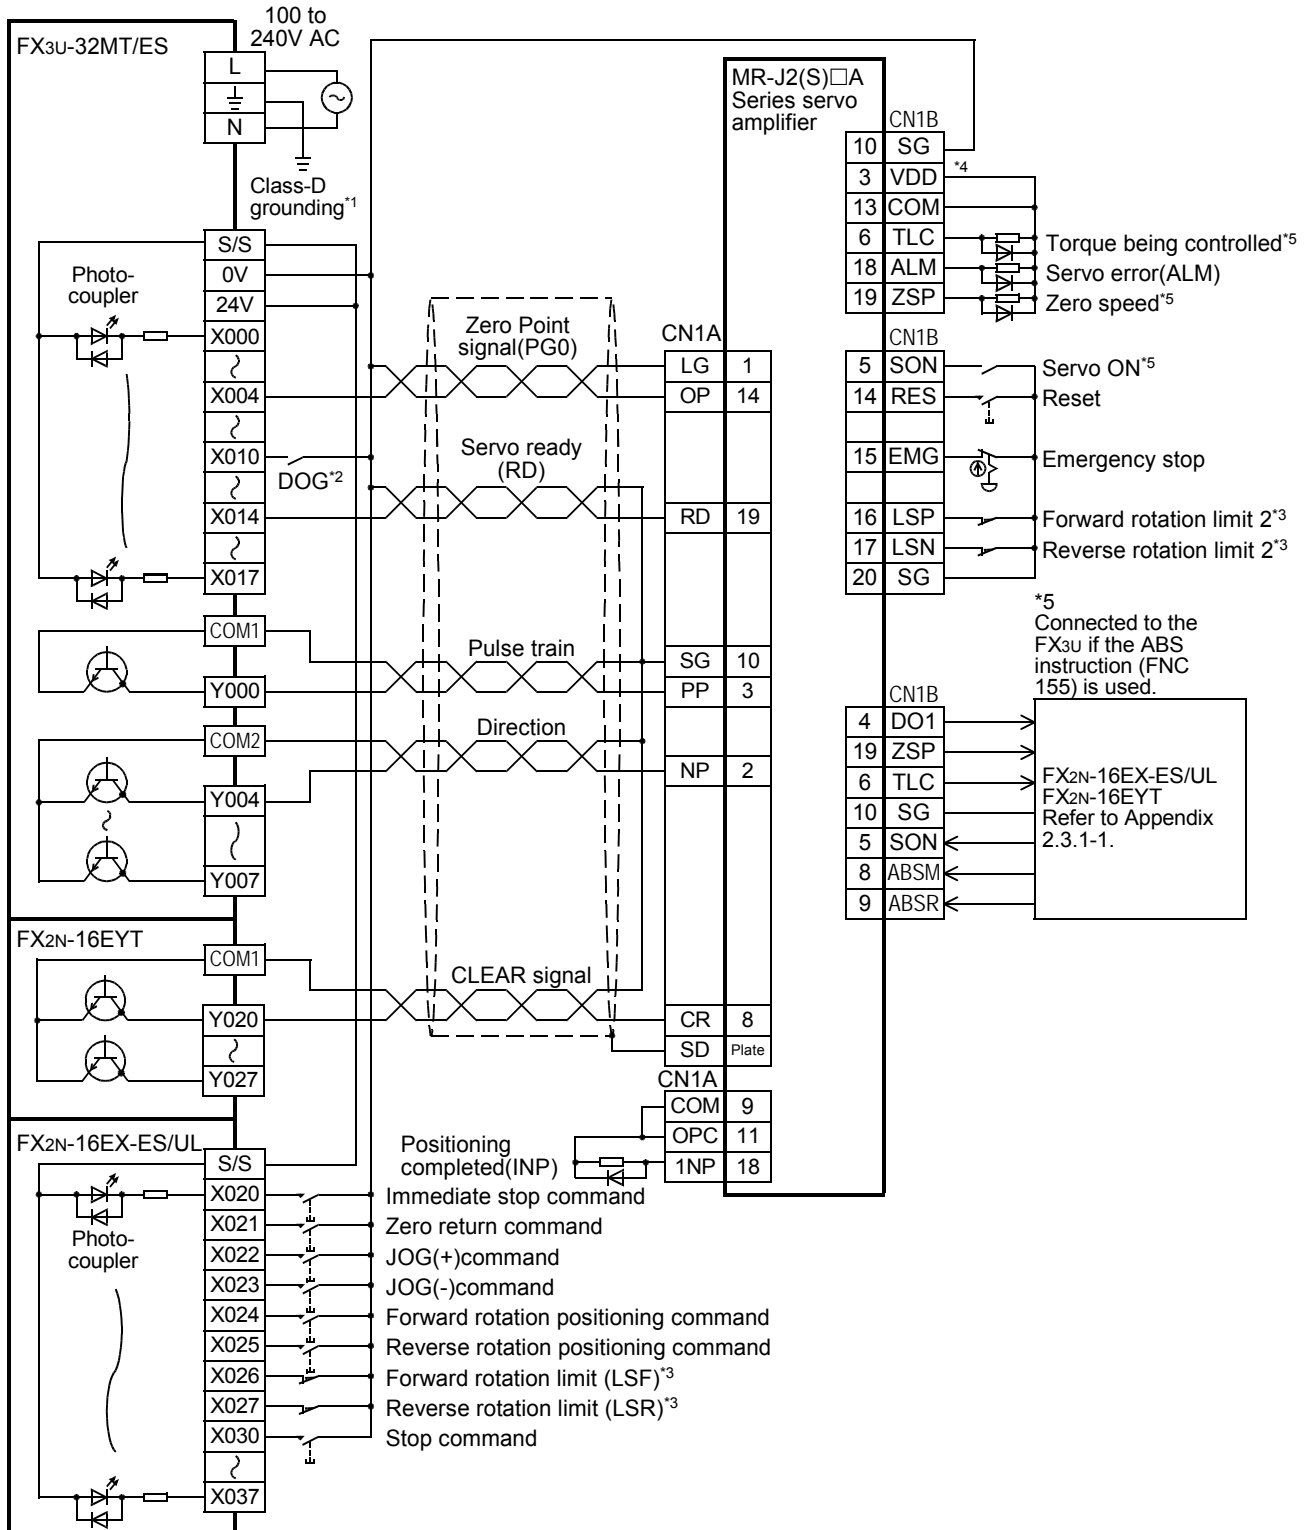 FX3U-32MT/ES
100 to
240V AC
L
N
Class-D
grounding*1
S/S
0V
24V
Photo-
coupler
X000
X004
X010
X014
X017
DOG*2
COM1
Y000
COM2
Y004
Y007
FX2N-16EYT
COM1
Y020
Y027
FX2N-16EX-ES/UL
S/S
X020
X021
X022
X023
X024
X025
X026
X027
X030
X037
Photo-
coupler
Immediate stop command
Zero return command
JOG(+)command
JOG(-)command
Forward rotation positioning command
Reverse rotation positioning command
Forward rotation limit (LSF)*3
Reverse rotation limit (LSR)*3
Stop command
Zero Point
signal(PG0)
Servo ready
(RD)
Pulse train
Direction
CLEAR signal
Positioning
completed(INP)
CN1A
LG 1
OP 14
RD 19
SG 10
PP 3
NP 2
CR 8
SD Plate
CN1A
COM 9
OPC 11
1NP 18
MR-J2(S)□A
Series servo
amplifier
CN1B
10 SG
3 VDD *4
13 COM
6 TLC Torque being controlled*5
18 ALM Servo error(ALM)
19 ZSP Zero speed*5
CN1B
5 SON Servo ON*5
14 RES Reset
15 EMG Emergency stop
16 LSP Forward rotation limit 2*3
17 LSN Reverse rotation limit 2*3
20 SG
*5
Connected to the
FX3U if the ABS
instruction (FNC
155) is used.
CN1B
4 DO1
19 ZSP
6 TLC
10 SG
5 SON
8 ABSM
9 ABSR
FX2N-16EX-ES/UL
FX2N-16EYT
Refer to Appendix
2.3.1-1.